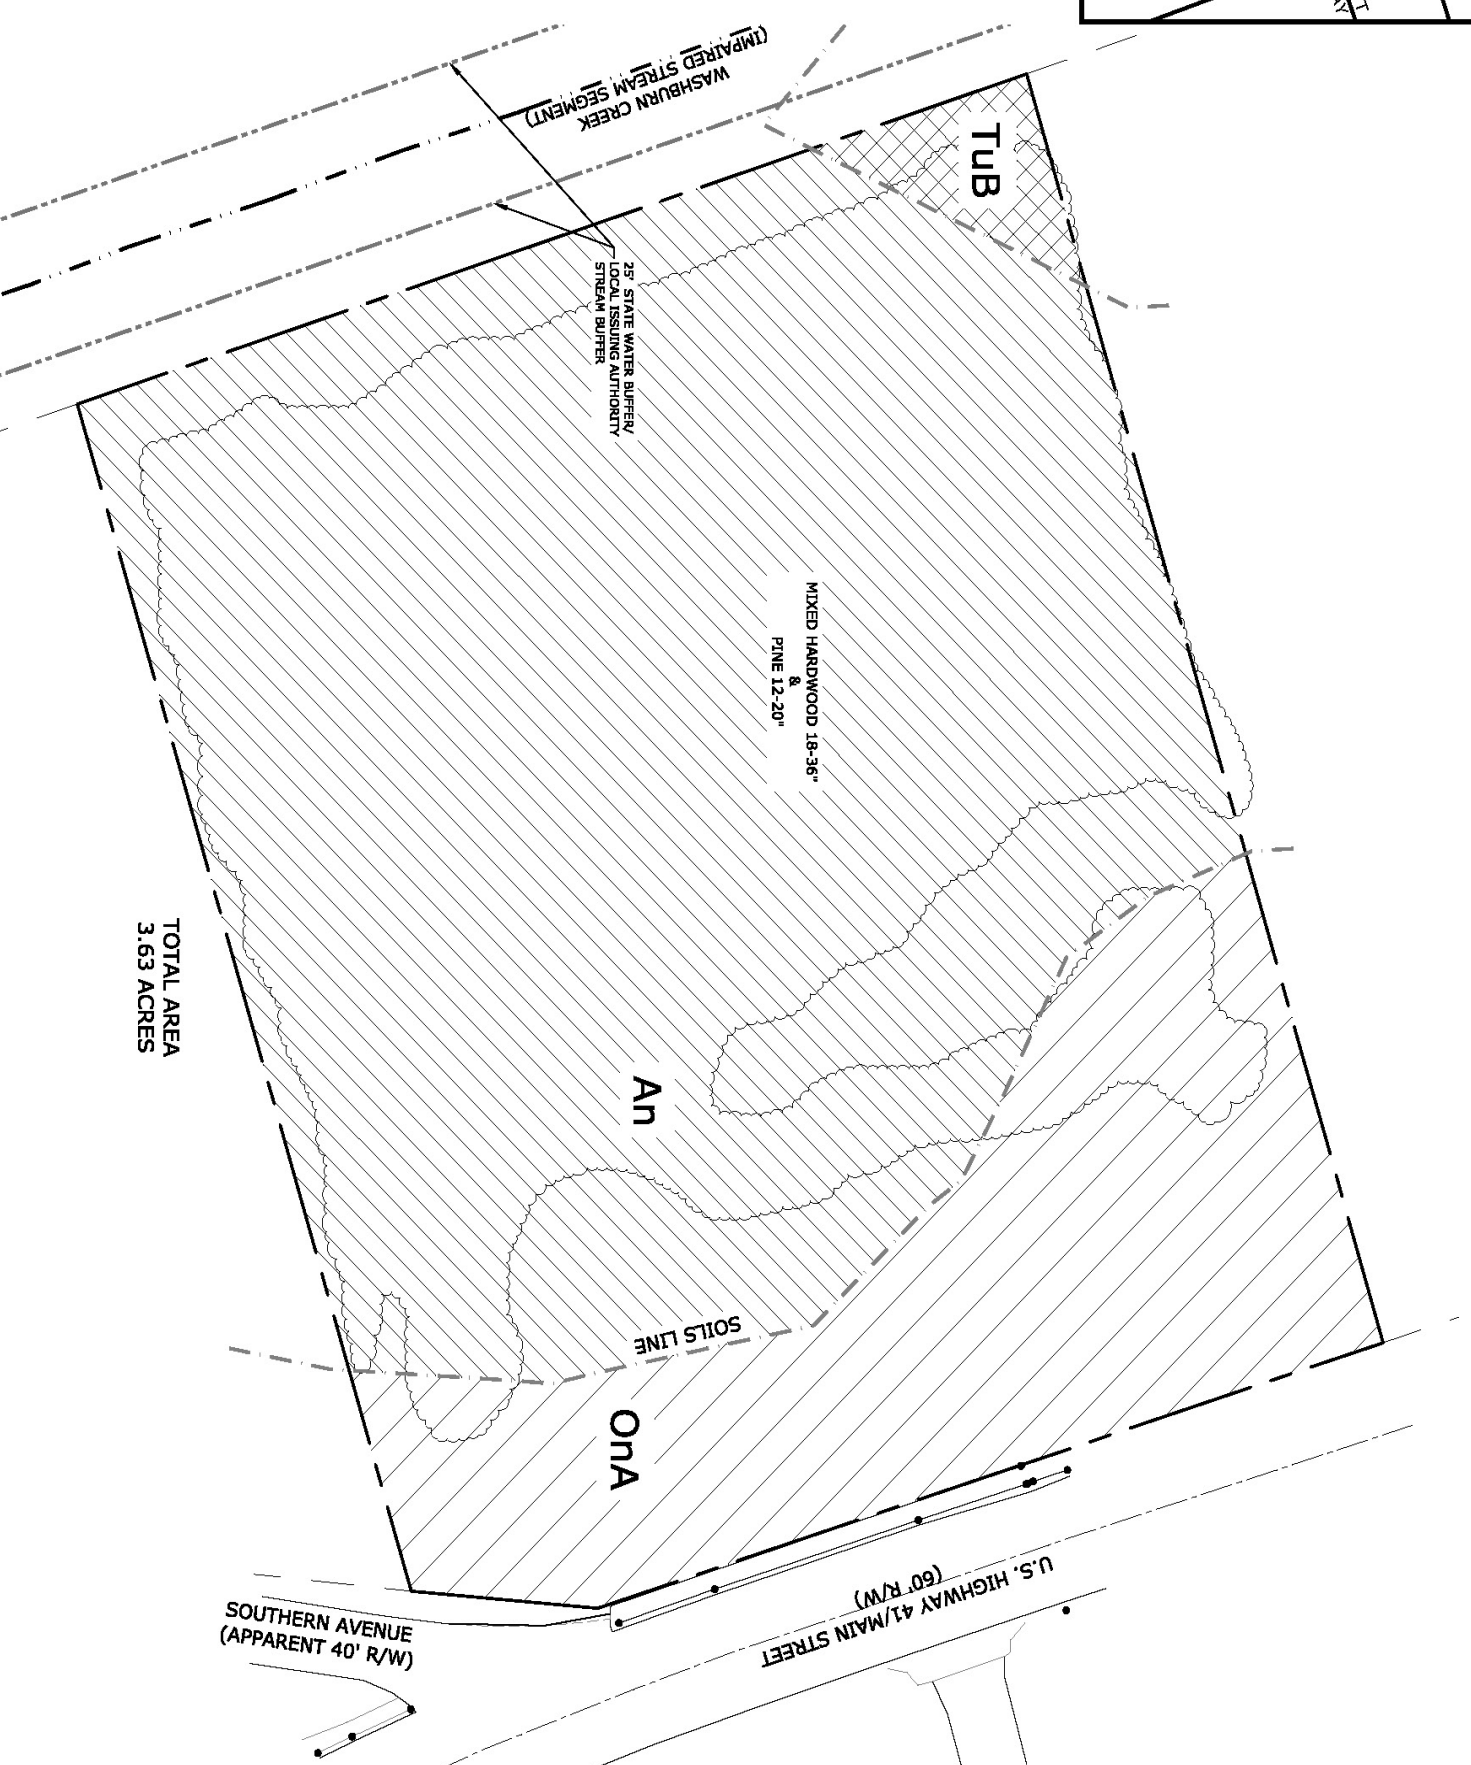 WASHBURN CREEK
(IMPAIRED STREAM SEGMENT)
TuB
25' STATE WATER BUFFER/
LOCAL ISSUING AUTHORITY
STREAM BUFFER
MIXED HARDWOOD 18-36"
&
PINE 12-20"
TOTAL AREA
3.63 ACRES
An
SOILS LINE
OnA
U.S. HIGHWAY 41/MAIN STREET
(60' R/W)
SOUTHERN AVENUE
(APPARENT 40' R/W)